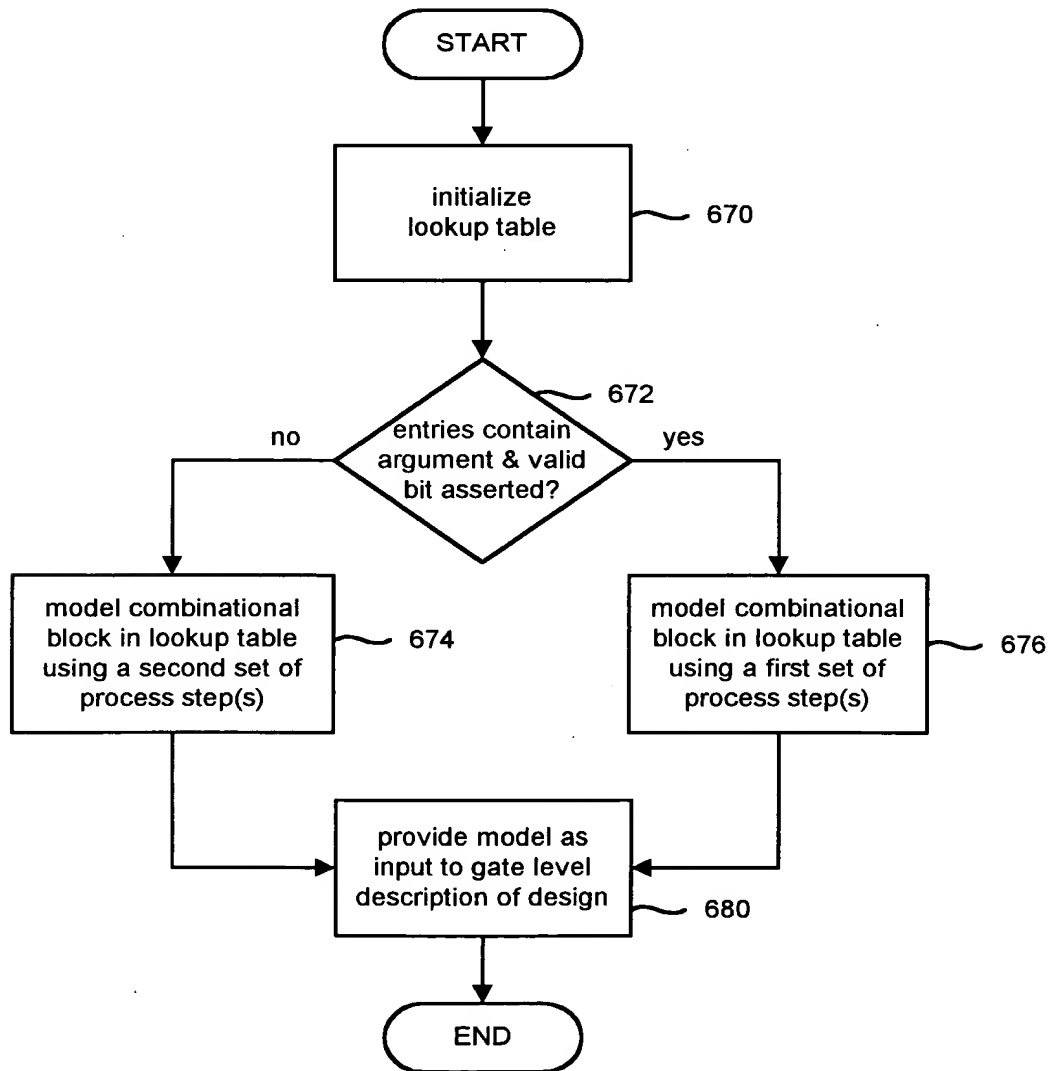 START
initialize
lookup table
670
672
entries contain
argument & valid
bit asserted?
no
yes
model combinational
block in lookup table
using a second set of
process step(s)
674
model combinational
block in lookup table
using a first set of
process step(s)
676
provide model as
input to gate level
description of design
680
END